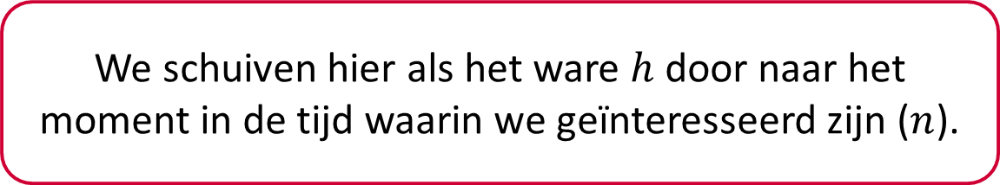 We schuiven hier als het ware ℎ door naar het
moment in de tijd waarin we geïnteresseerd zijn (𝑛).